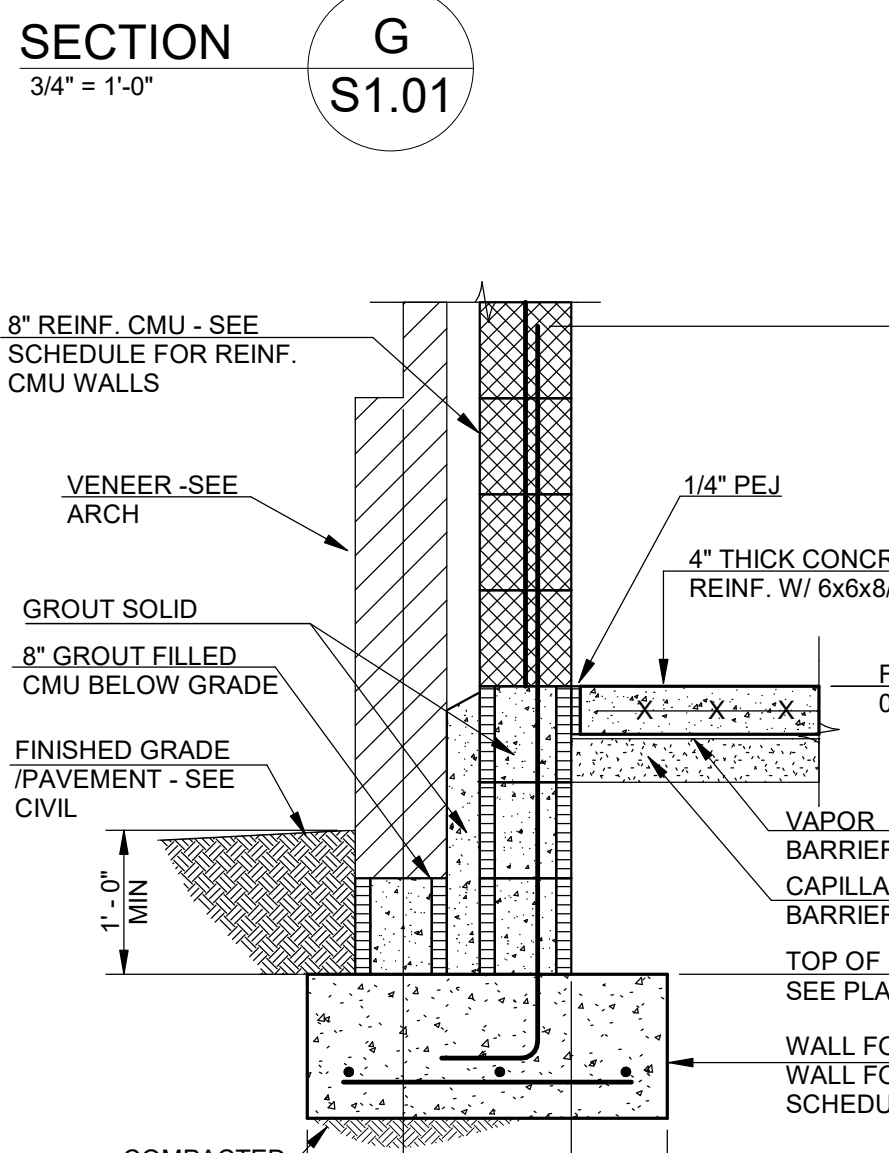 SECTION
3/4" = 1'-0"
G
S1.01
8" REINF. CMU - SEE
SCHEDULE FOR REINF.
CMU WALLS
VENEER -SEE
ARCH
1/4" PEJ
4" THICK CONCR
REINF. W/ 6x6x8/
GROUT SOLID
8" GROUT FILLED
CMU BELOW GRADE
X X X
FINISHED GRADE
/PAVEMENT - SEE
CIVIL
1' - 0"
MIN
VAPOR
BARRIER
CAPILLA
BARRIER
TOP OF
SEE PLA
WALL FO
WALL FO
SCHEDU